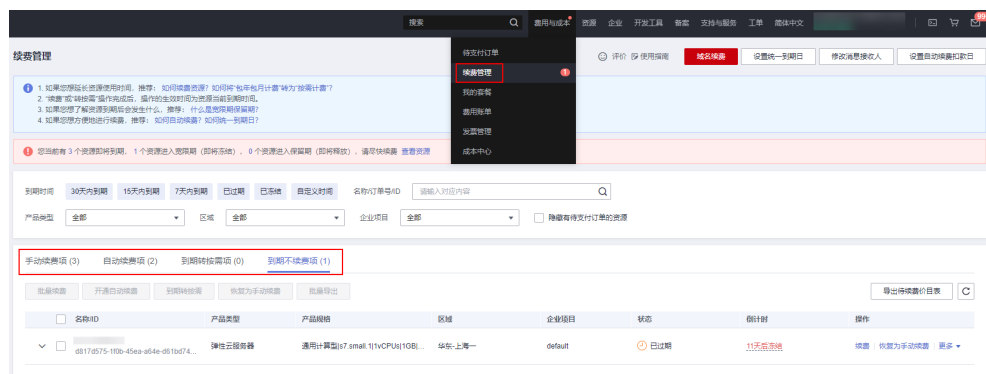 搜索 费用与成本 资源 企业 开发工具 备案 支持与服务 工单 简体中文 99
续费管理
评价 使用指南 域名续费 设置统一到期日 修改消息接收人 设置自动续费扣款日
待支付订单
续费管理 1
我的套餐
费用账单
发票管理
成本中心
1. 如果您想延长资源使用时间，推荐： 如何续费资源? 如何将“包年包月计费”转为“按需计费”?
2. “续费”或“转按需”操作完成后，操作的生效时间为资源当前到期时间。
3. 如果您想了解资源到期后会发生什么，推荐： 什么是宽限期保留期?
4. 如果您想方便地进行续费，推荐： 如何自动续费? 如何统一到期日?
您当前有 3 个资源即将到期， 1 个资源进入宽限期（即将冻结）， 0 个资源进入保留期（即将释放），请尽快续费 查看资源
到期时间 30天内到期 15天内到期 7天内到期 已过期 已冻结 自定义时间 名称/订单号/ID 请输入对应内容
产品类型 全部 区域 全部 企业项目 全部 隐藏有待支付订单的资源
手动续费项 (3) 自动续费项 (2) 到期转按需项 (0) 到期不续费项 (1)
批量续费 开通自动续费 到期转按需 恢复为手动续费 批量导出 导出待续费价目表
名称/ID 产品类型 产品规格 区域 企业项目 状态 倒计时 操作
d817d575-1f0b-45ea-a64e-d61bd74... 弹性云服务器 通用计算型|s7.small.1|1vCPUs|1GB|... 华东-上海一 default 已过期 11天后冻结 续费 恢复为手动续费 更多